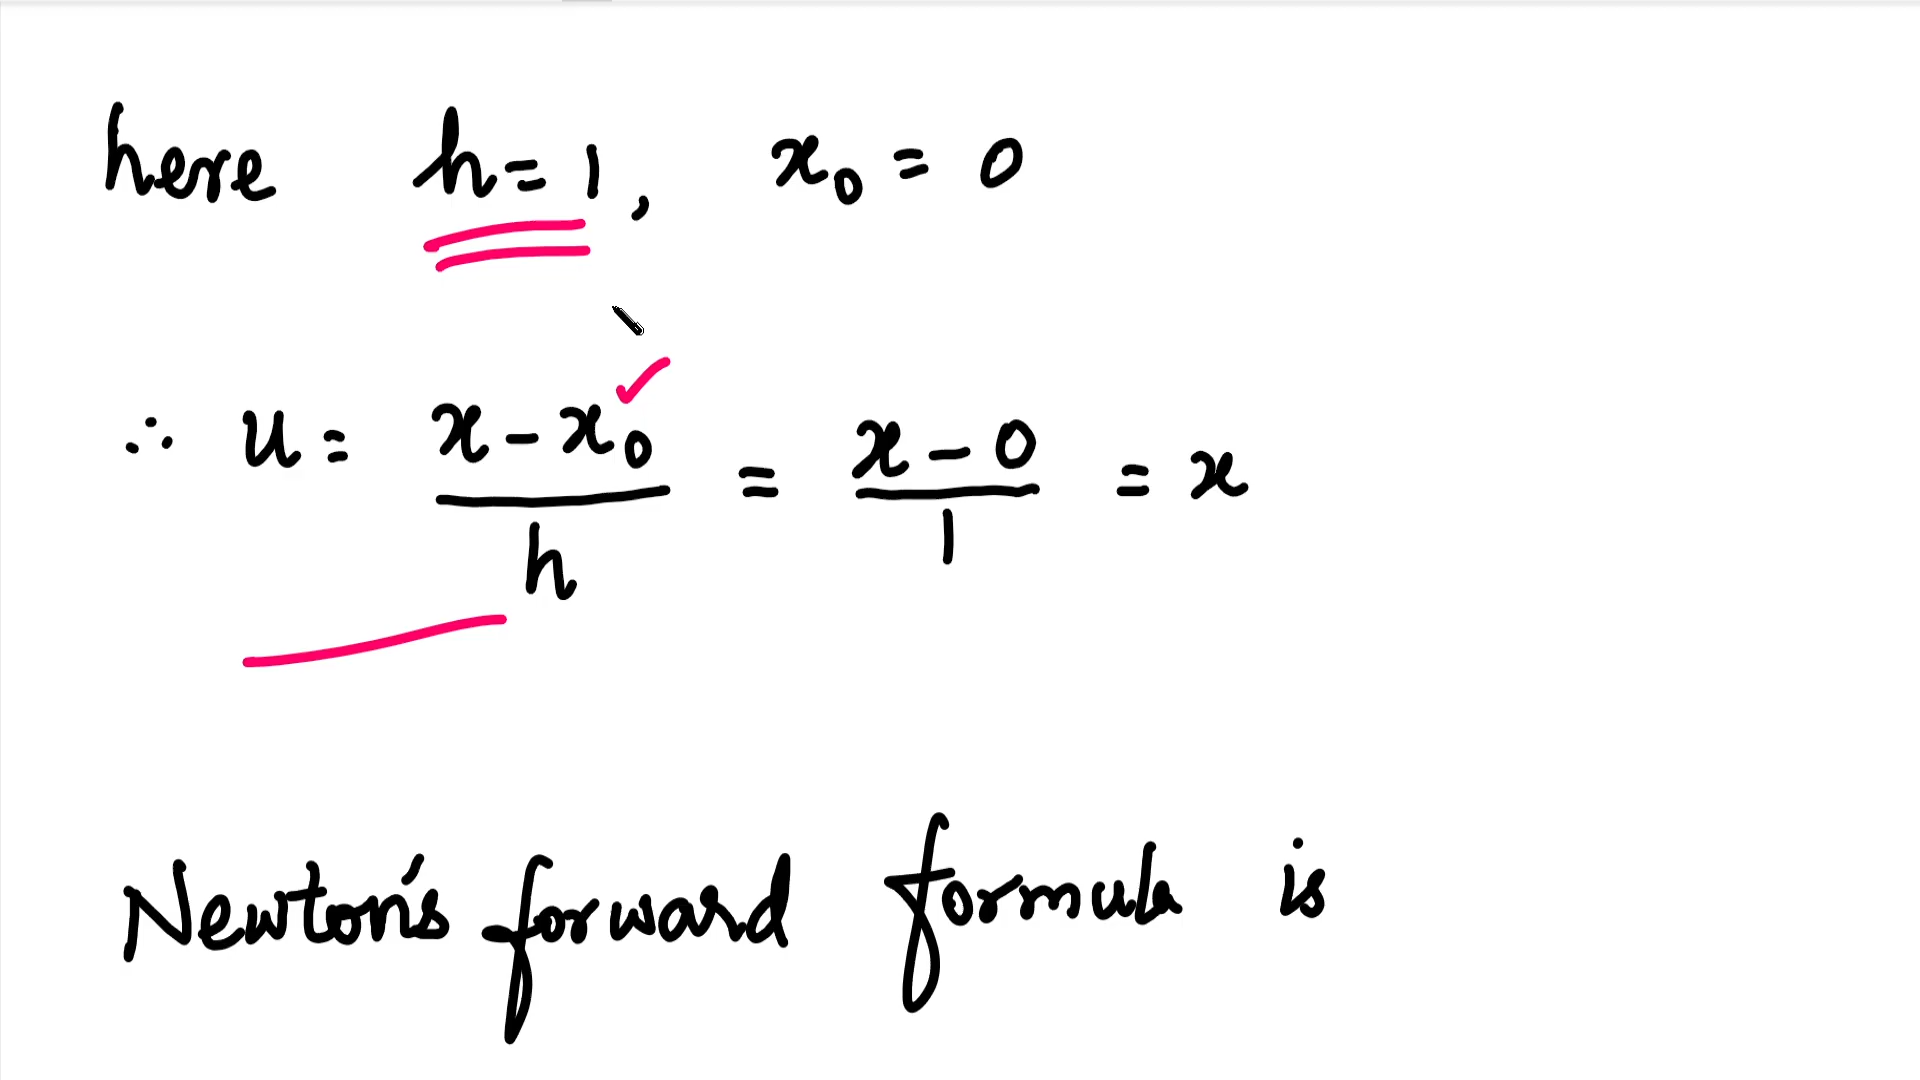 here h = 1, x₀ = 0
∴ u = (x - x₀)/h = (x - 0)/1 = x
Newton's forward formula is